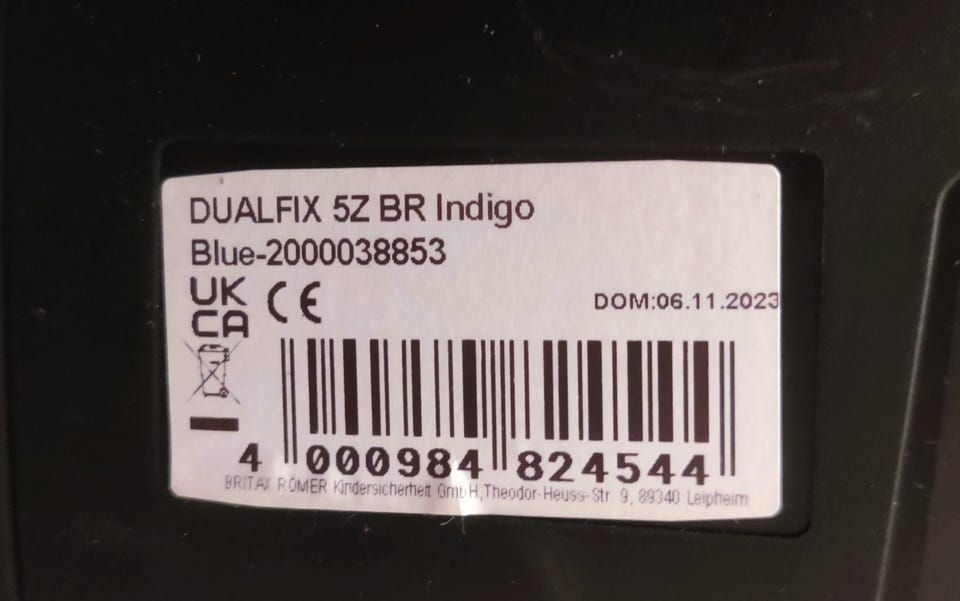 DUALFIX 5Z BR Indigo
Blue-2000038853
UK
CA CE
DOM:06.11.2023
4 000984 824544
BRITAX RÖMER Kindersicherheit GmbH,Theodor-Heuss-Str. 9, 89340 Leipheim